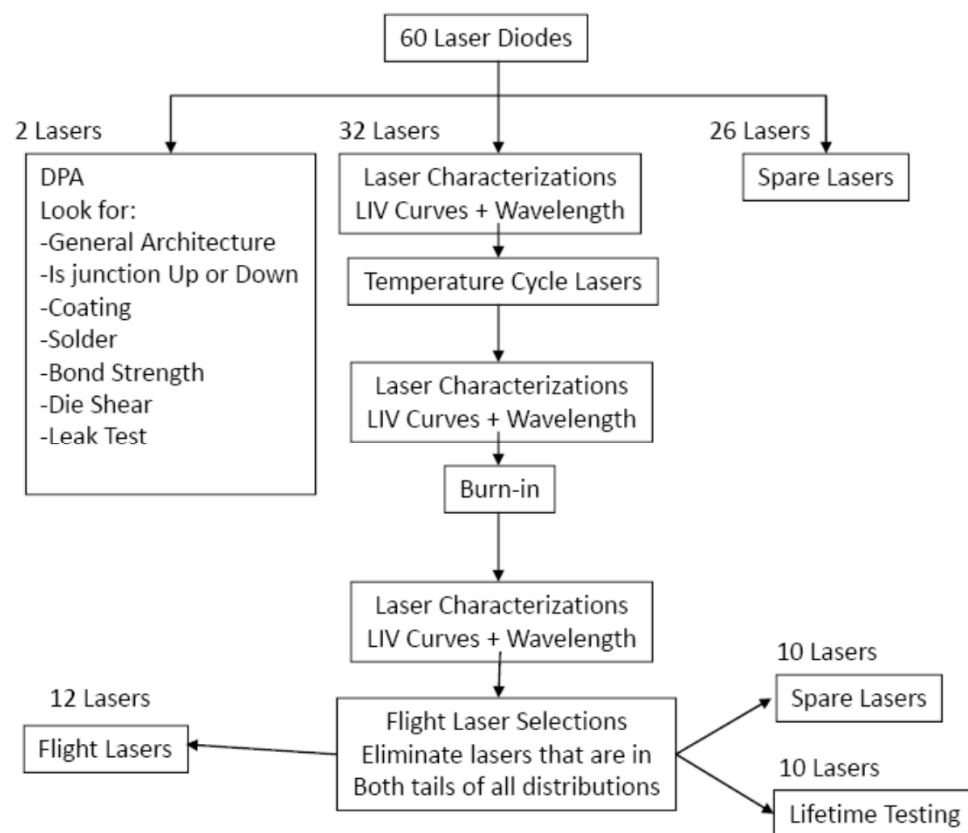 60 Laser Diodes
2 Lasers
32 Lasers
26 Lasers
DPA
Look for:
-General Architecture
-Is junction Up or Down
-Coating
-Solder
-Bond Strength
-Die Shear
-Leak Test
Laser Characterizations
LIV Curves + Wavelength
Spare Lasers
Temperature Cycle Lasers
Laser Characterizations
LIV Curves + Wavelength
Burn-in
Laser Characterizations
LIV Curves + Wavelength
12 Lasers
Flight Lasers
Flight Laser Selections
Eliminate lasers that are in
Both tails of all distributions
10 Lasers
Spare Lasers
10 Lasers
Lifetime Testing